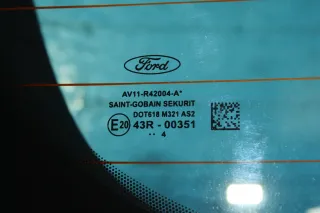 Ford
AV11-R42004-A*
SAINT-GOBAIN SEKURIT
DOT618 M321 AS2
E20 43R - 00351
.. 4